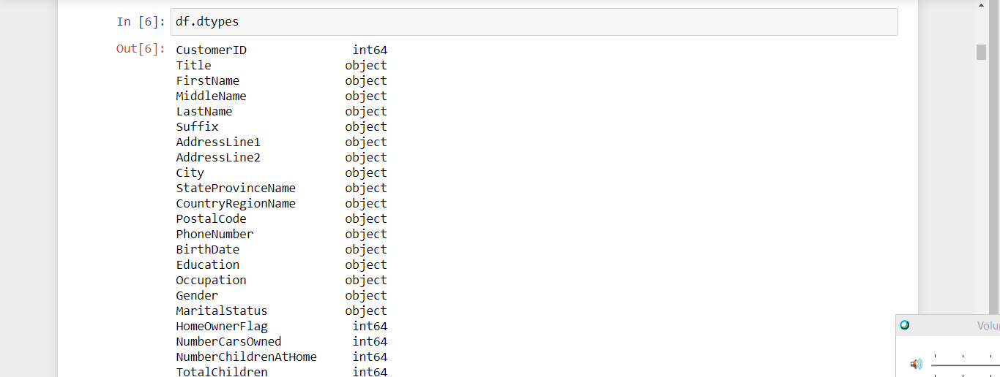 In [6]: df.dtypes
Out[6]: CustomerID int64
Title object
FirstName object
MiddleName object
LastName object
Suffix object
AddressLine1 object
AddressLine2 object
City object
StateProvinceName object
CountryRegionName object
PostalCode object
PhoneNumber object
BirthDate object
Education object
Occupation object
Gender object
MaritalStatus object
HomeOwnerFlag int64
NumberCarsOwned int64
NumberChildrenAtHome int64
TotalChildren int64